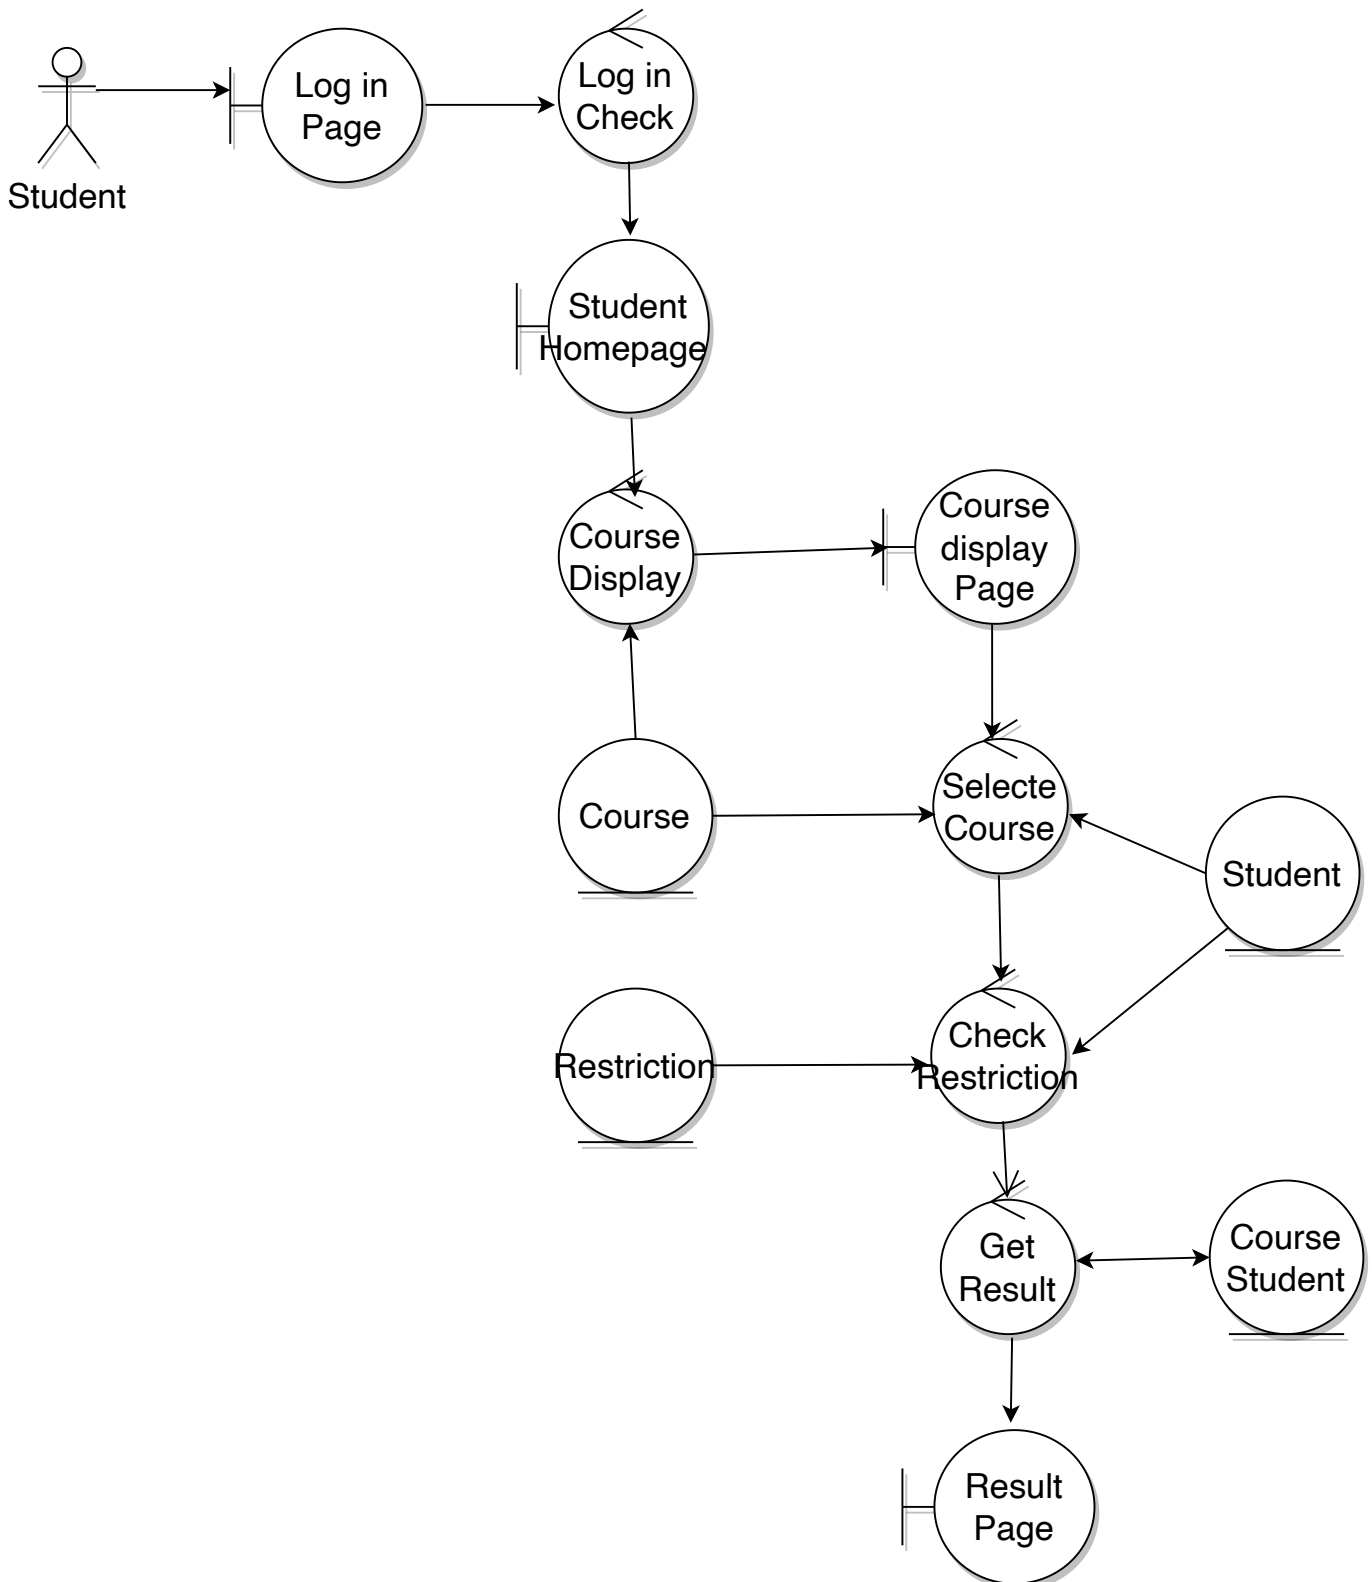 Log in
Page
Log in
Check
Student
Student
Homepage
Course
Display
Course
display
Page
Course
Selecte
Course
Student
Restriction
Check
Restriction
Get
Result
Course
Student
Result
Page